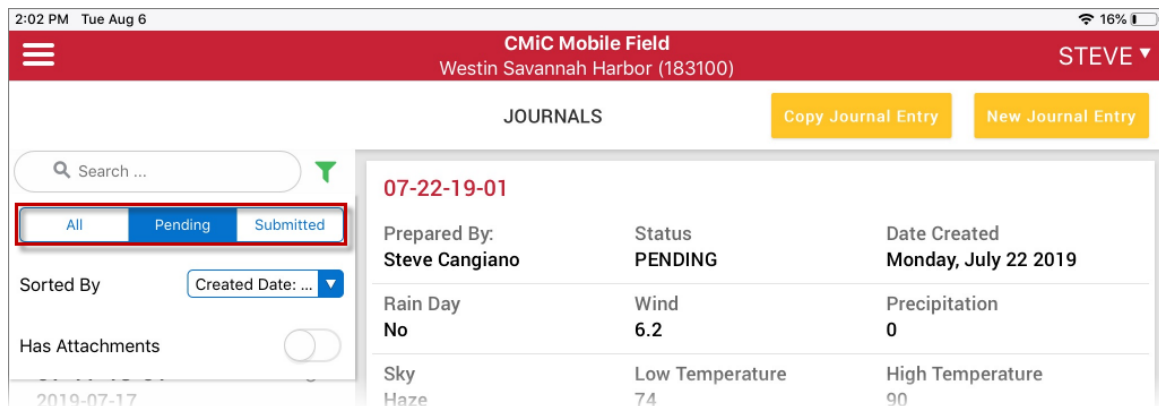 2:02 PM Tue Aug 6
16%
CMiC Mobile Field
Westin Savannah Harbor (183100)
STEVE
JOURNALS
Copy Journal Entry
New Journal Entry
Search ...
All
Pending
Submitted
Sorted By
Created Date: ...
Has Attachments
2019-07-17
07-22-19-01
Prepared By:
Status
Date Created
Steve Cangiano
PENDING
Monday, July 22 2019
Rain Day
Wind
Precipitation
No
6.2
0
Sky
Low Temperature
High Temperature
Haze
74
90